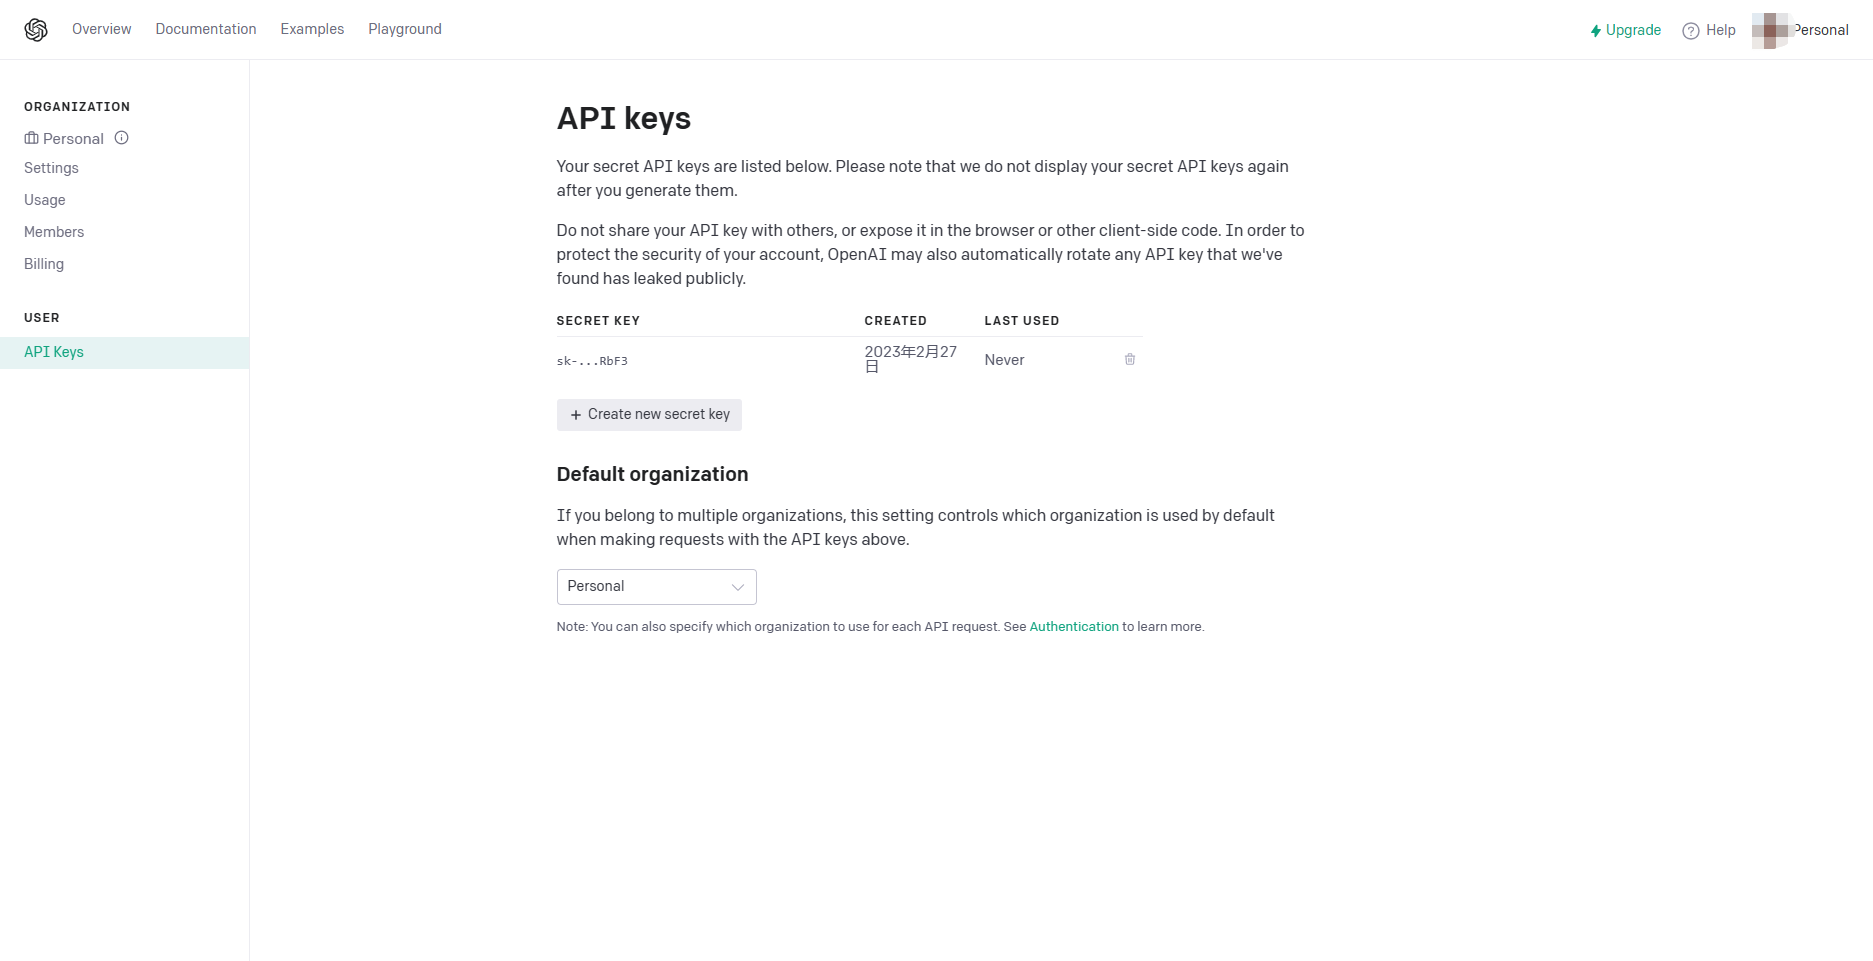 Overview Documentation Examples Playground
Upgrade Help Personal
ORGANIZATION
Personal
Settings
Usage
Members
Billing
USER
API Keys
API keys
Your secret API keys are listed below. Please note that we do not display your secret API keys again
after you generate them.
Do not share your API key with others, or expose it in the browser or other client-side code. In order to
protect the security of your account, OpenAI may also automatically rotate any API key that we've
found has leaked publicly.
SECRET KEY CREATED LAST USED
sk-...RbF3 2023年2月27 Never
日
+ Create new secret key
Default organization
If you belong to multiple organizations, this setting controls which organization is used by default
when making requests with the API keys above.
Personal
Note: You can also specify which organization to use for each API request. See Authentication to learn more.